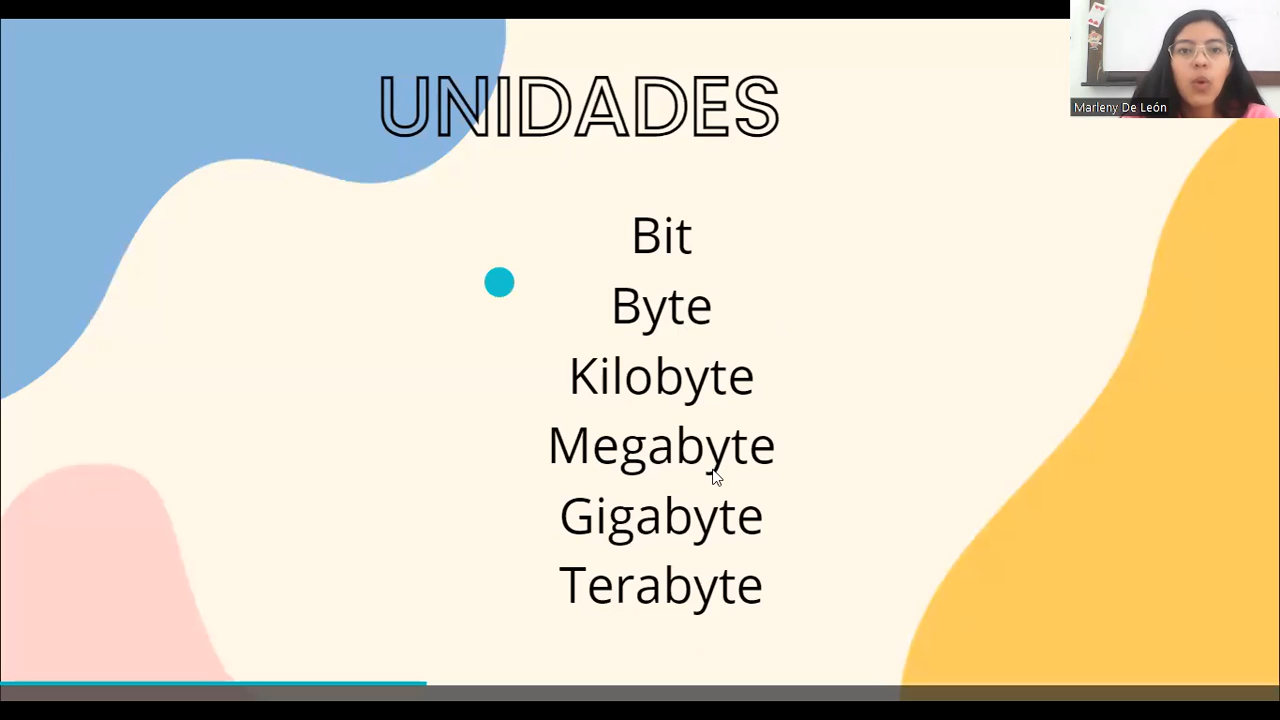 UNIDADES
Marleny De León
Bit
Byte
Kilobyte
Megabyte
Gigabyte
Terabyte